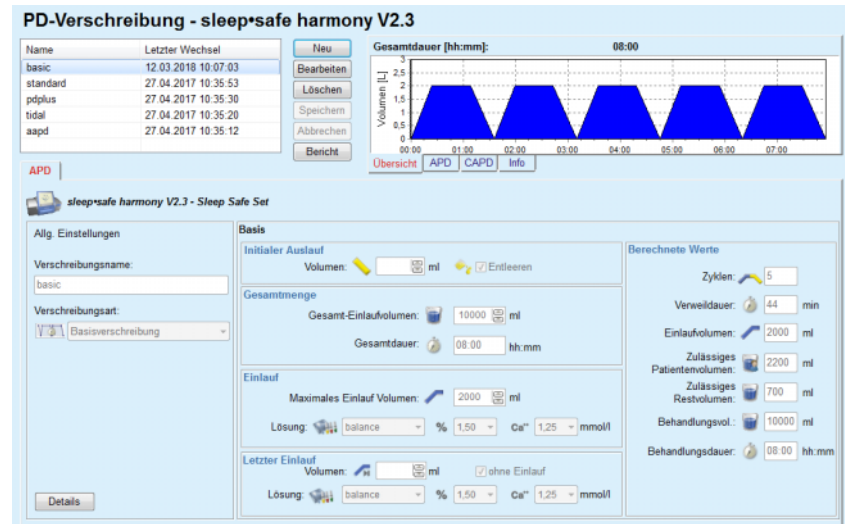 PD-Verschreibung - sleep•safe harmony V2.3
Name Letzter Wechsel
basic 12.03.2018 10:07:03
standard 27.04.2017 10:35:53
pdplus 27.04.2017 10:35:30
tidal 27.04.2017 10:35:20
aapd 27.04.2017 10:35:12
Neu
Bearbeiten
Löschen
Speichern
Abbrechen
Bericht
Gesamtdauer [hh:mm]: 08:00
Volumen [L]
3
2,5
2
1,5
1
0,5
0
00:00 01:00 02:00 03:00 04:00 05:00 06:00 07:00
Übersicht APD CAPD Info
APD
sleep•safe harmony V2.3 - Sleep Safe Set
Allg. Einstellungen
Verschreibungsname:
basic
Verschreibungsart:
Basisverschreibung
Details
Basis
Initialer Auslauf
Volumen: ml Entleeren
Gesamtmenge
Gesamt-Einlaufvolumen: 10000 ml
Gesamtdauer: 08:00 hh:mm
Einlauf
Maximales Einlauf Volumen: 2000 ml
Lösung: balance % 1,50 Ca⁺⁺ 1,25 mmol/l
Letzter Einlauf
Volumen: ml ohne Einlauf
Lösung: balance % 1,50 Ca⁺⁺ 1,25 mmol/l
Berechnete Werte
Zyklen: 5
Verweildauer: 44 min
Einlaufvolumen: 2000 ml
Zulässiges
Patientenvolumen: 2200 ml
Zulässiges
Restvolumen: 700 ml
Behandlungsvol.: 10000 ml
Behandlungsdauer: 08:00 hh:mm